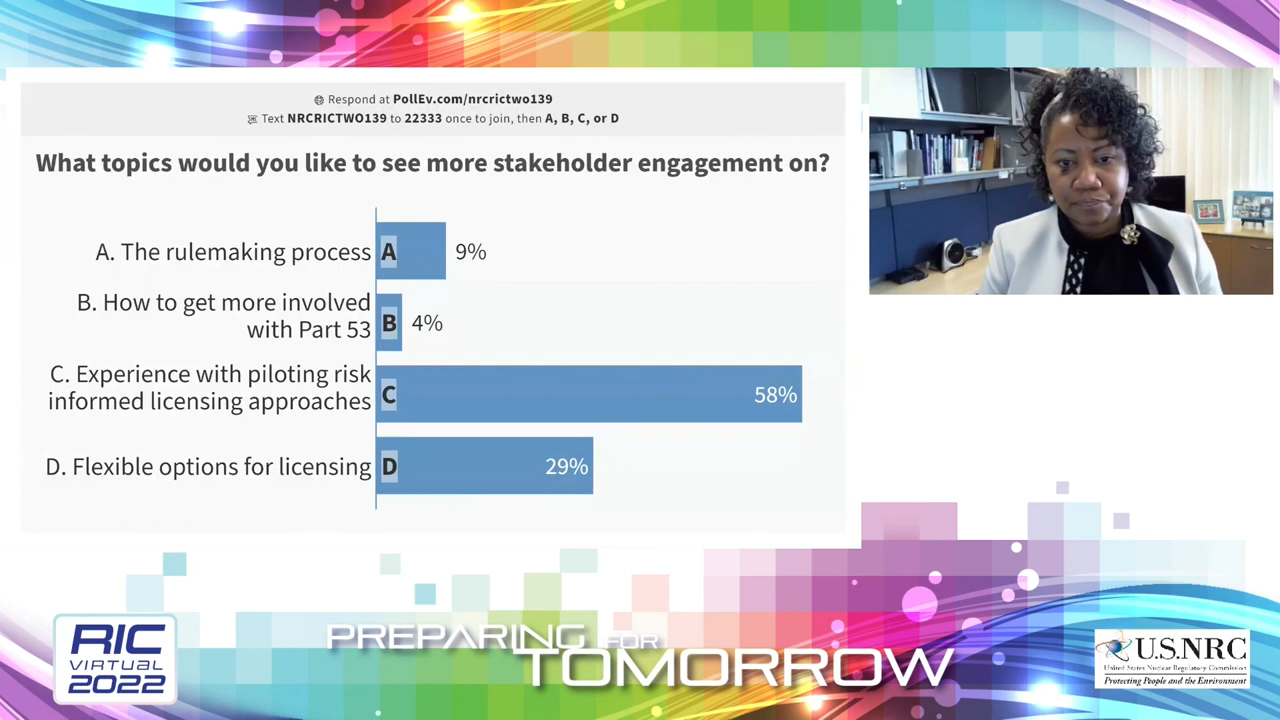 Respond at PollEv.com/nrcrictwo139
Text NRCRICTWO139 to 22333 once to join, then A, B, C, or D
What topics would you like to see more stakeholder engagement on?
A. The rulemaking process A 9%
B. How to get more involved
with Part 53 B 4%
C. Experience with piloting risk
informed licensing approaches C 58%
D. Flexible options for licensing D 29%
RIC
VIRTUAL
2022
PREPARING FOR
TOMORROW
U.S.NRC
United States Nuclear Regulatory Commission
Protecting People and the Environment